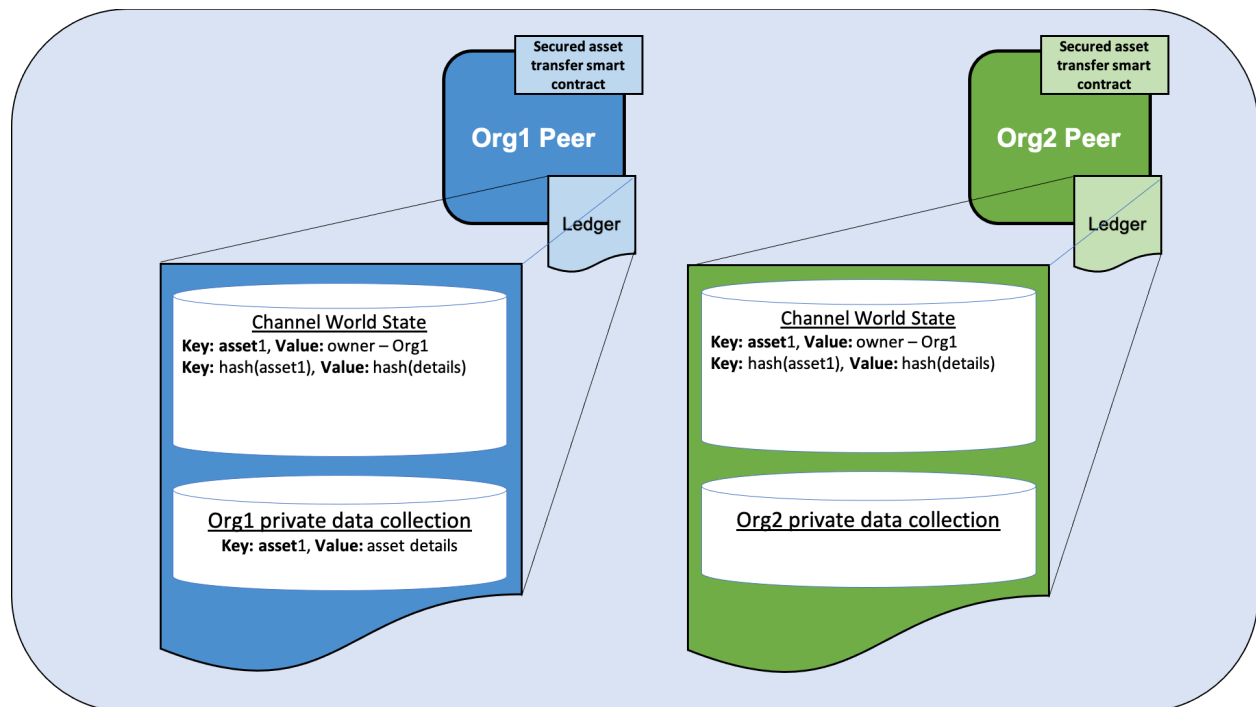 Secured asset
transfer smart
contract
Org1 Peer
Ledger
Channel World State
Key: asset1, Value: owner – Org1
Key: hash(asset1), Value: hash(details)
Org1 private data collection
Key: asset1, Value: asset details
Secured asset
transfer smart
contract
Org2 Peer
Ledger
Channel World State
Key: asset1, Value: owner – Org1
Key: hash(asset1), Value: hash(details)
Org2 private data collection